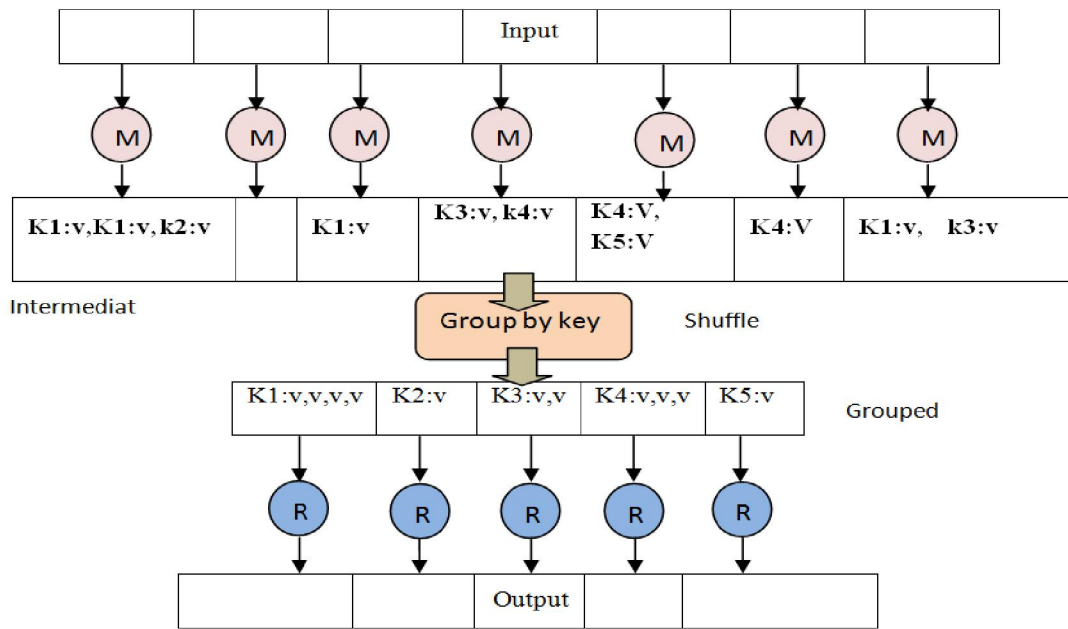 Input
M M M M M M M
K1:v,K1:v, k2:v
K1:v
K3:v, k4:v
K4:V,
K5:V
K4:V
K1:v, k3:v
Intermediat
Group by key
Shuffle
K1:v,v,v,v
K2:v
K3:v,v
K4:v,v,v
K5:v
Grouped
R R R R R
Output